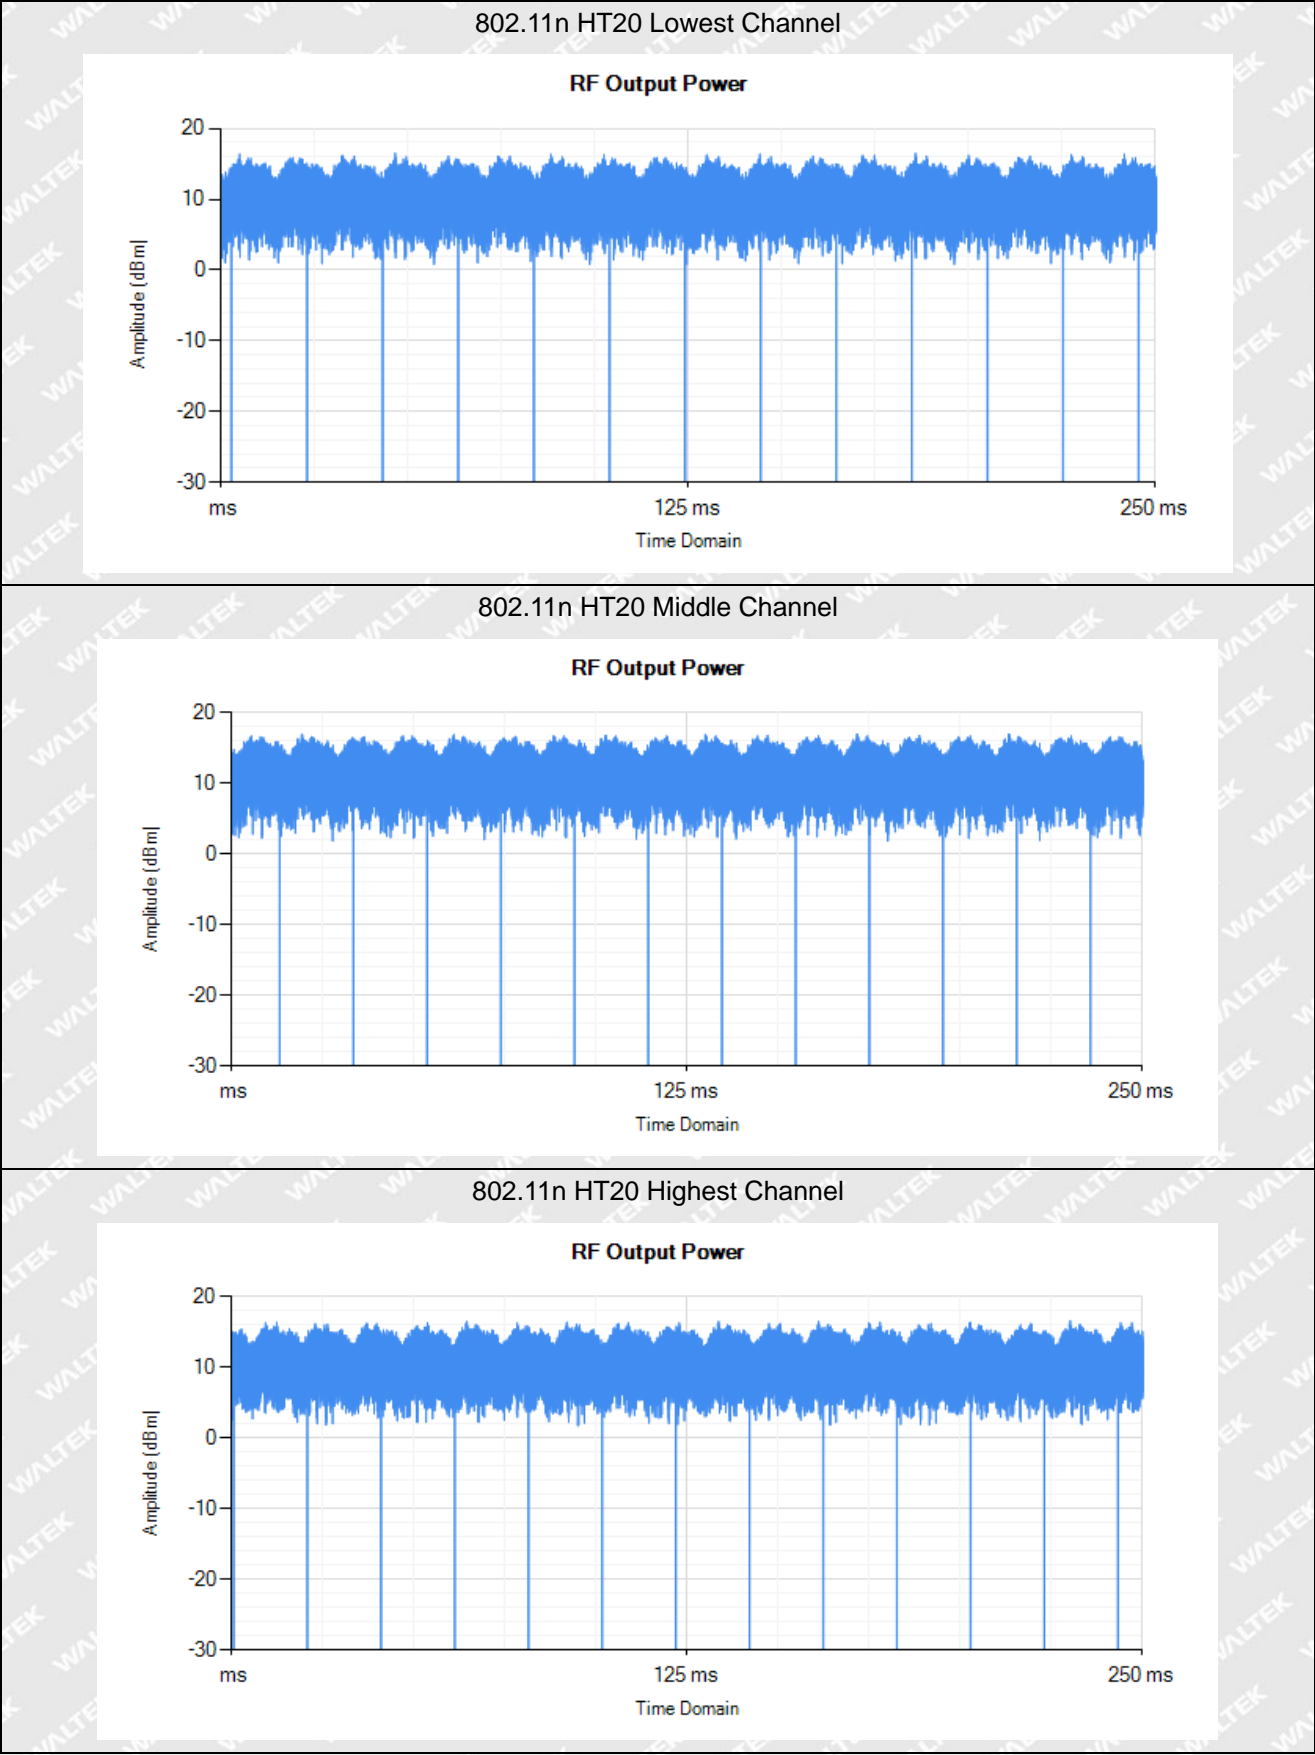 802.11n HT20 Lowest Channel
RF Output Power
20
10
0
-10
-20
-30
Amplitude [dBm]
ms
125 ms
250 ms
Time Domain
802.11n HT20 Middle Channel
RF Output Power
20
10
0
-10
-20
-30
Amplitude [dBm]
ms
125 ms
250 ms
Time Domain
802.11n HT20 Highest Channel
RF Output Power
20
10
0
-10
-20
-30
Amplitude [dBm]
ms
125 ms
250 ms
Time Domain
WALTEK